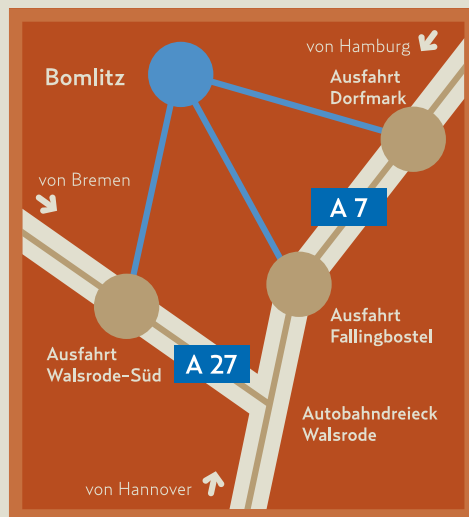 von Hamburg
Bomlitz
Ausfahrt
Dorfmark
von Bremen
A 7
Ausfahrt
Fallingbostel
Ausfahrt
Walsrode-Süd
A 27
Autobahndreieck
Walsrode
von Hannover